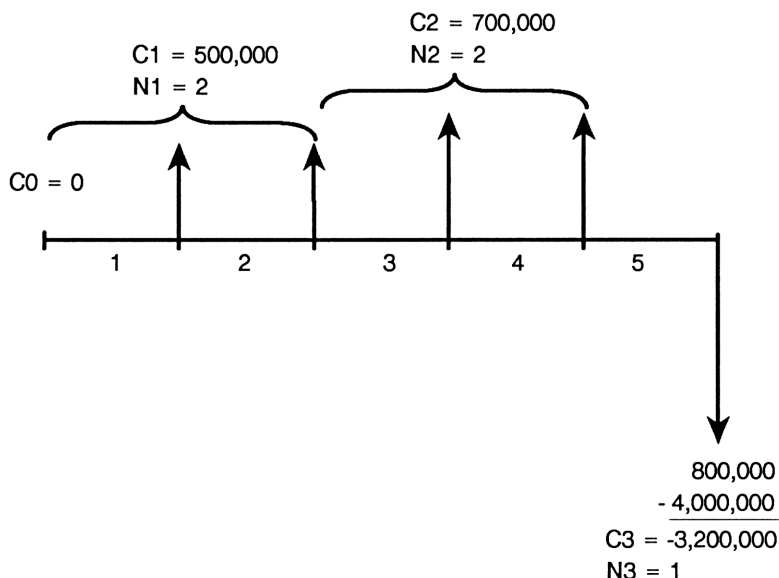 C2 = 700,000
N2 = 2
C1 = 500,000
N1 = 2
C0 = 0
1 2 3 4 5
800,000
- 4,000,000
C3 = -3,200,000
N3 = 1